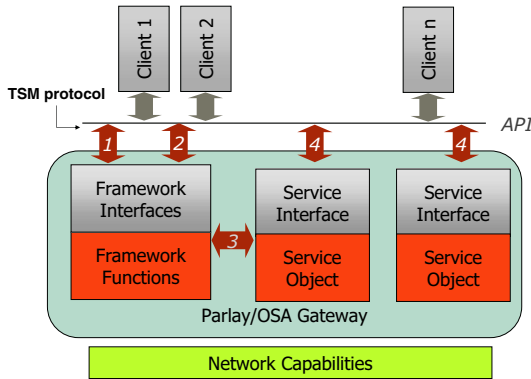 Client 1
Client 2
Client n
TSM protocol
API
1
2
4
4
Framework
Interfaces
Service
Interface
Service
Interface
3
Framework
Functions
Service
Object
Service
Object
Parlay/OSA Gateway
Network Capabilities